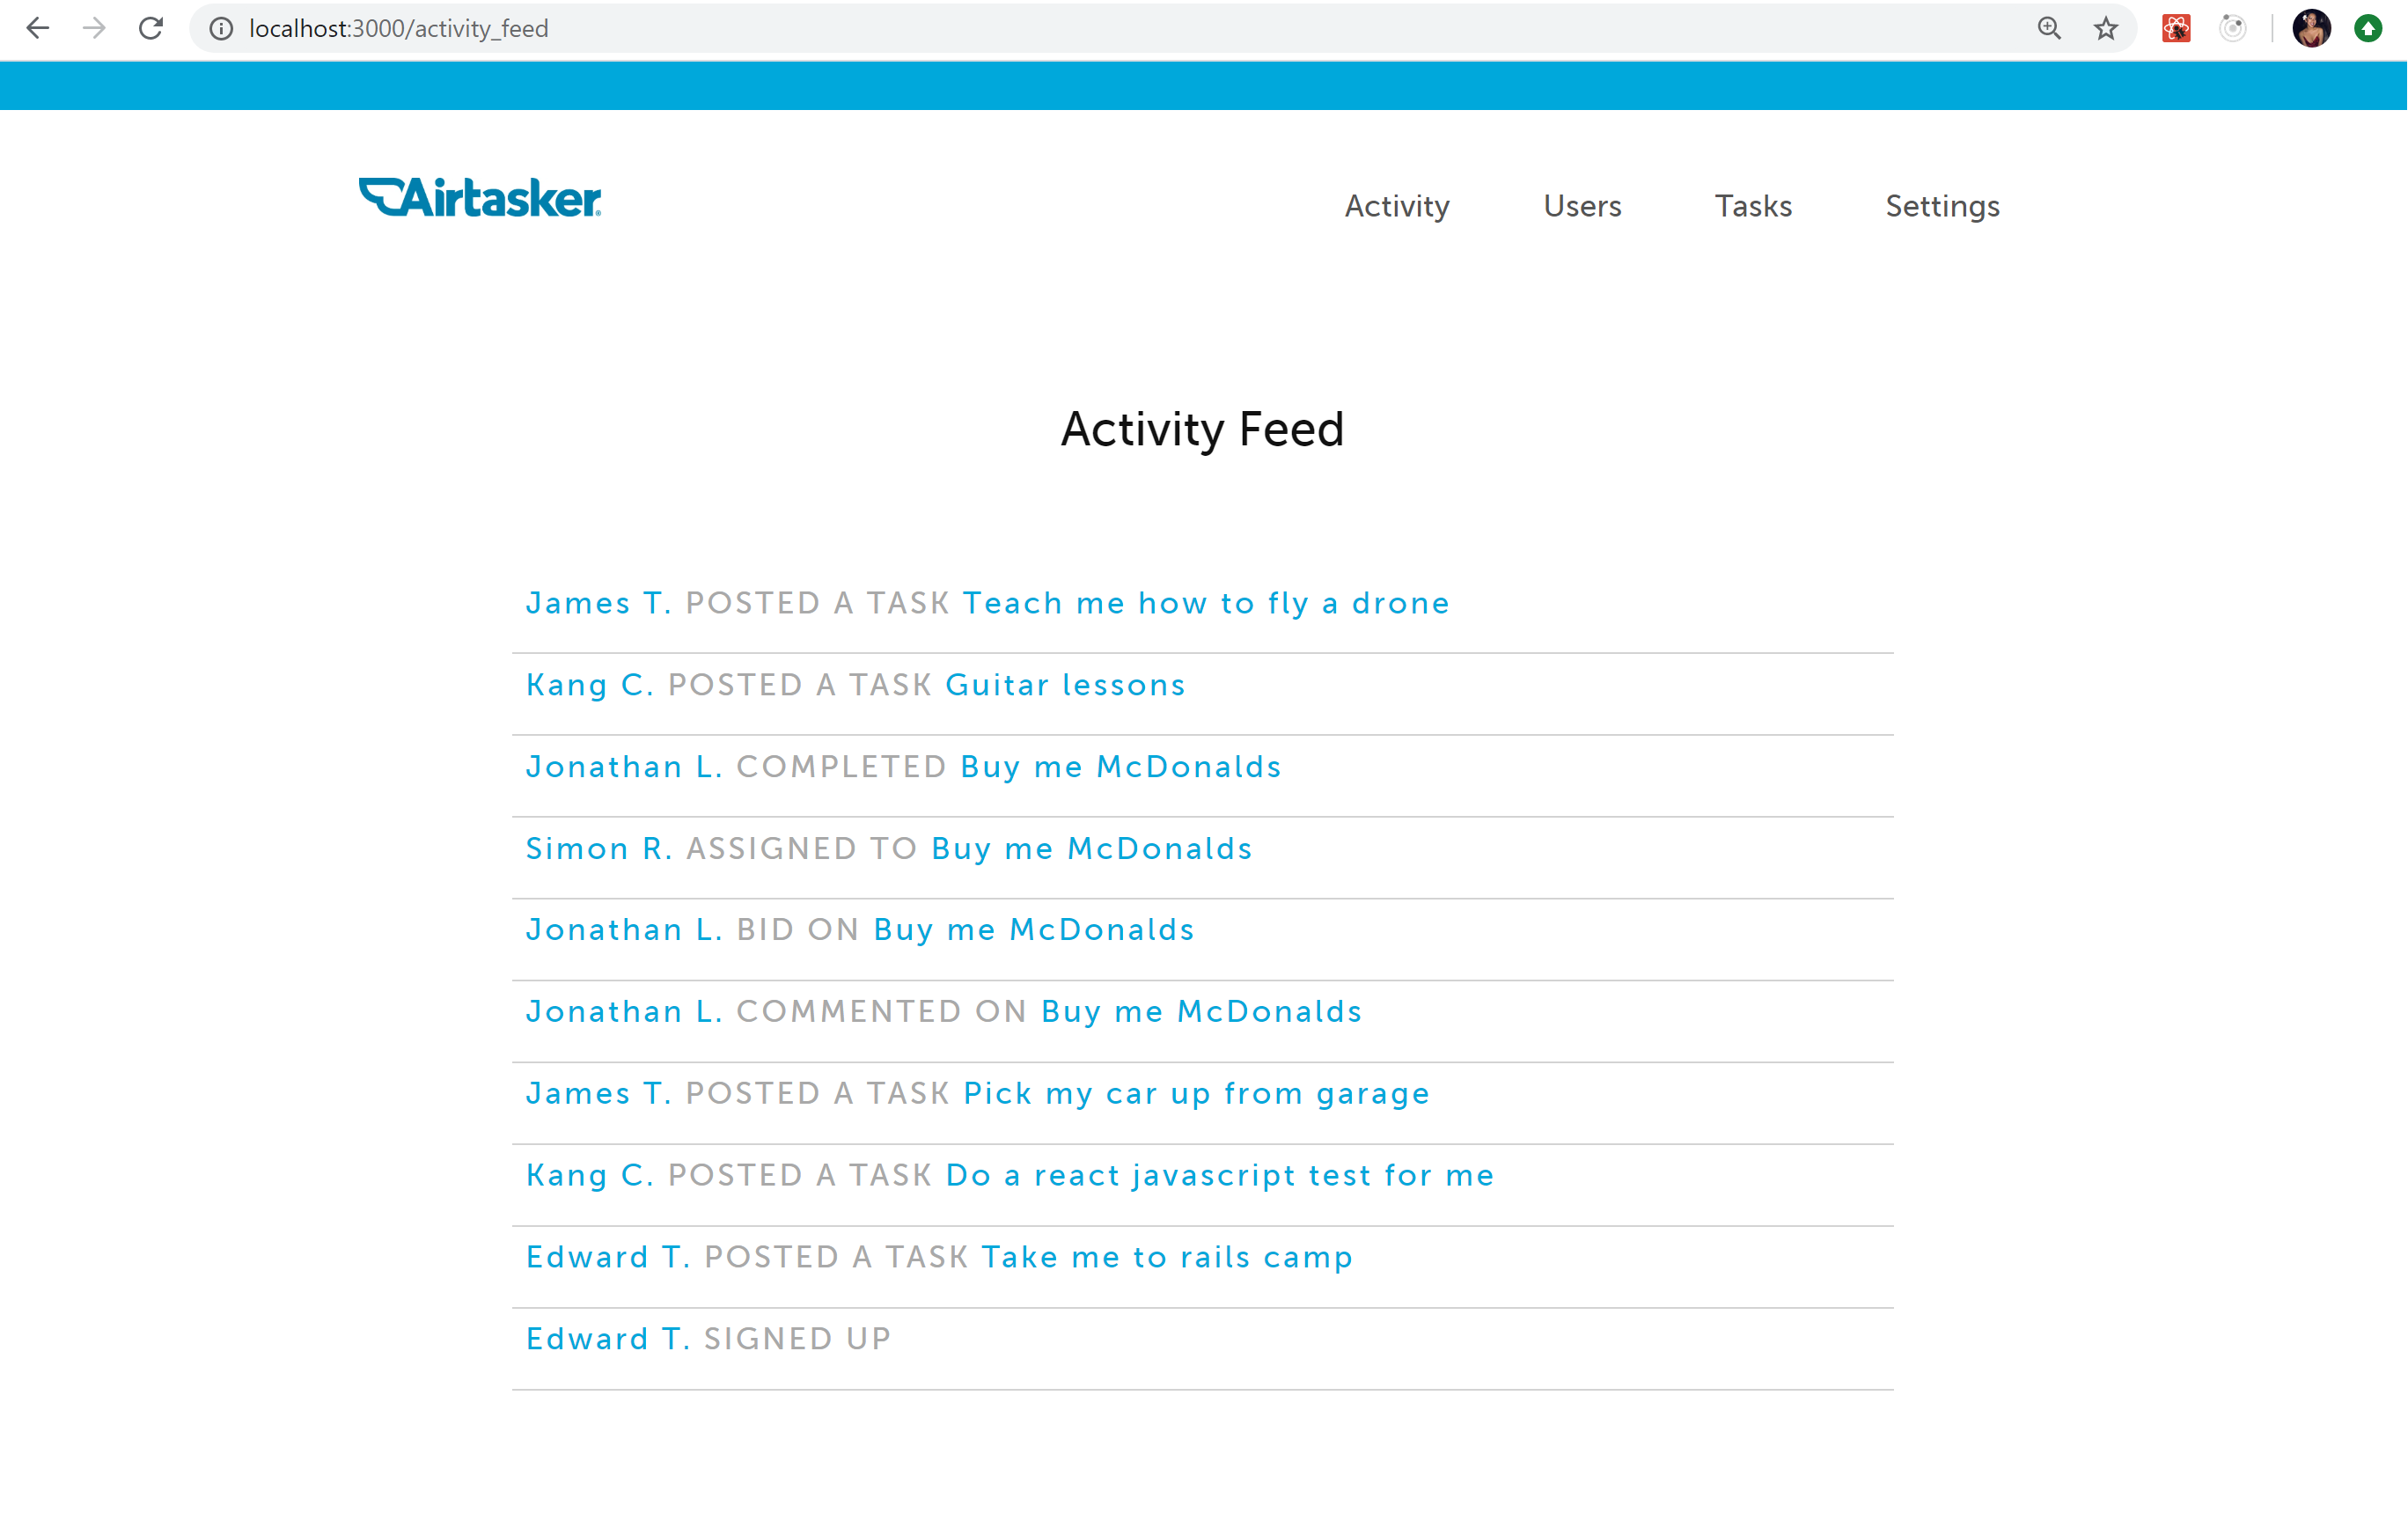 localhost:3000/activity_feed
Airtasker
Activity Users Tasks Settings
Activity Feed
James T. POSTED A TASK Teach me how to fly a drone
Kang C. POSTED A TASK Guitar lessons
Jonathan L. COMPLETED Buy me McDonalds
Simon R. ASSIGNED TO Buy me McDonalds
Jonathan L. BID ON Buy me McDonalds
Jonathan L. COMMENTED ON Buy me McDonalds
James T. POSTED A TASK Pick my car up from garage
Kang C. POSTED A TASK Do a react javascript test for me
Edward T. POSTED A TASK Take me to rails camp
Edward T. SIGNED UP